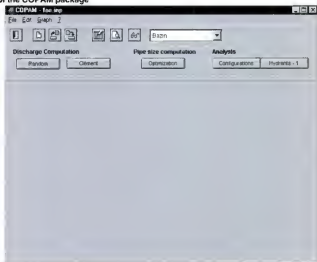 of the COPAM package
COPAM - foc.inp
File Edit Graph ?
Bazin
Discharge Computation Pipe size computation Analysis
Random Clément Optimization Configurations Hydrants - 1